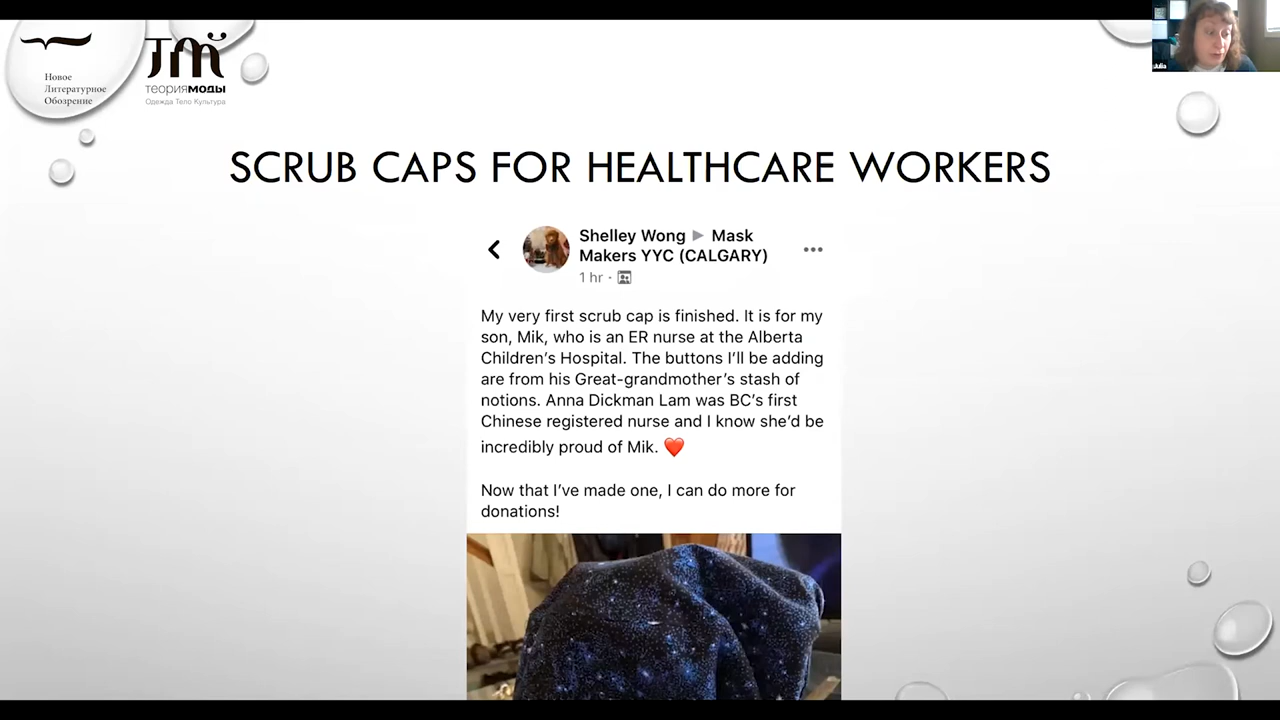 Новое
Литературное
Обозрение
теориямоды
Одежда Тело Культура
SCRUB CAPS FOR HEALTHCARE WORKERS
Shelley Wong ▶ Mask
Makers YYC (CALGARY)
1 hr ·
My very first scrub cap is finished. It is for my
son, Mik, who is an ER nurse at the Alberta
Children’s Hospital. The buttons I’ll be adding
are from his Great-grandmother’s stash of
notions. Anna Dickman Lam was BC’s first
Chinese registered nurse and I know she’d be
incredibly proud of Mik. ❤️
Now that I’ve made one, I can do more for
donations!